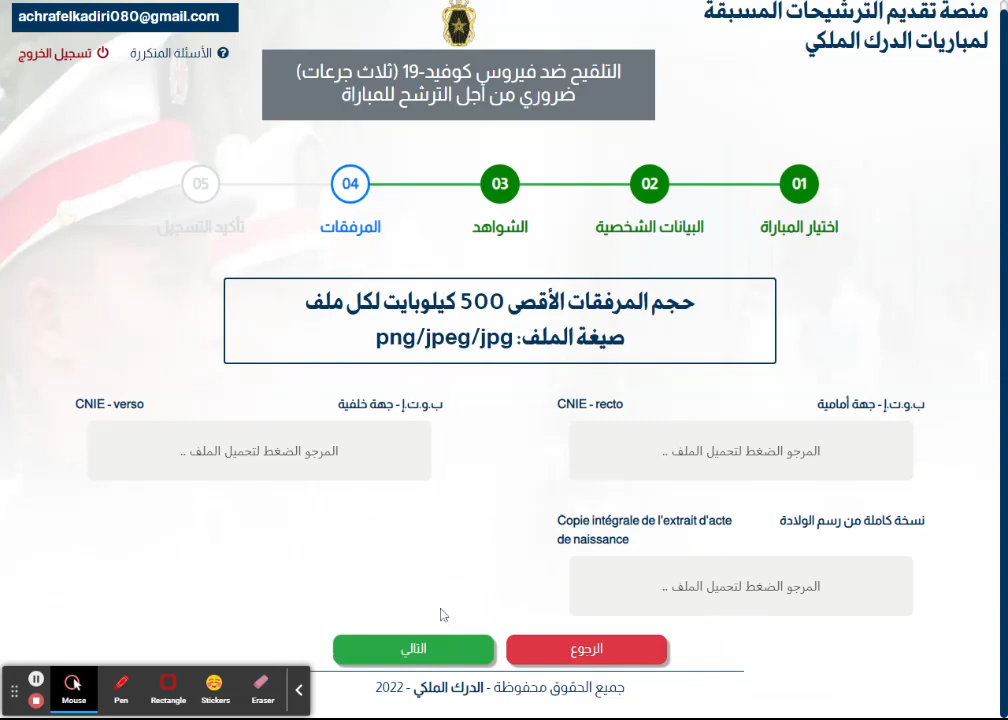 منصة تقديم الترشيحات المسبقة
لمباريات الدرك الملكي
achrafelkadiri080@gmail.com
الأسئلة المتكررة
تسجيل الخروج
التلقيح ضد فيروس كوفيد-19 (ثلاث جرعات)
ضروري من أجل الترشح للمباراة
01
02
03
04
05
اختيار المباراة
البيانات الشخصية
الشواهد
المرفقات
تأكيد التسجيل
حجم المرفقات الأقصى 500 كيلوبايت لكل ملف
صيغة الملف: png/jpeg/jpg
ب.و.ت.إ - جهة أمامية
CNIE - recto
المرجو الضغط لتحميل الملف ..
ب.و.ت.إ - جهة خلفية
CNIE - verso
المرجو الضغط لتحميل الملف ..
نسخة كاملة من رسم الولادة
Copie intégrale de l'extrait d'acte
de naissance
المرجو الضغط لتحميل الملف ..
الرجوع
التالي
جميع الحقوق محفوظة - الدرك الملكي - 2022
Mouse
Pen
Rectangle
Stickers
Eraser